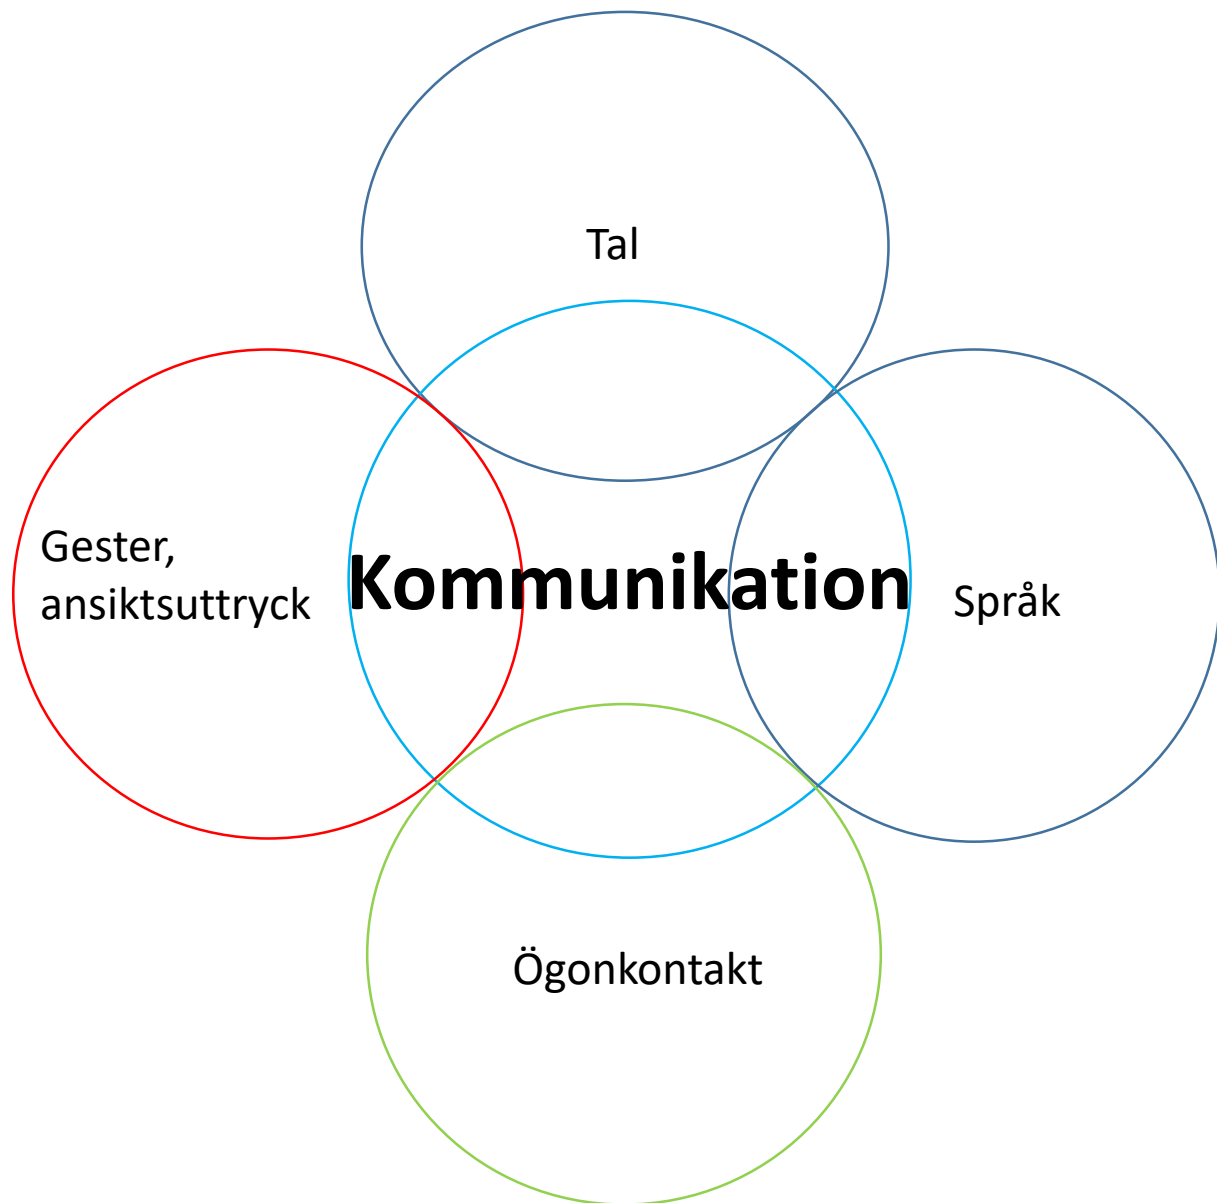 Tal
Gester,
ansiktsuttryck
Kommunikation
Språk
Ögonkontakt